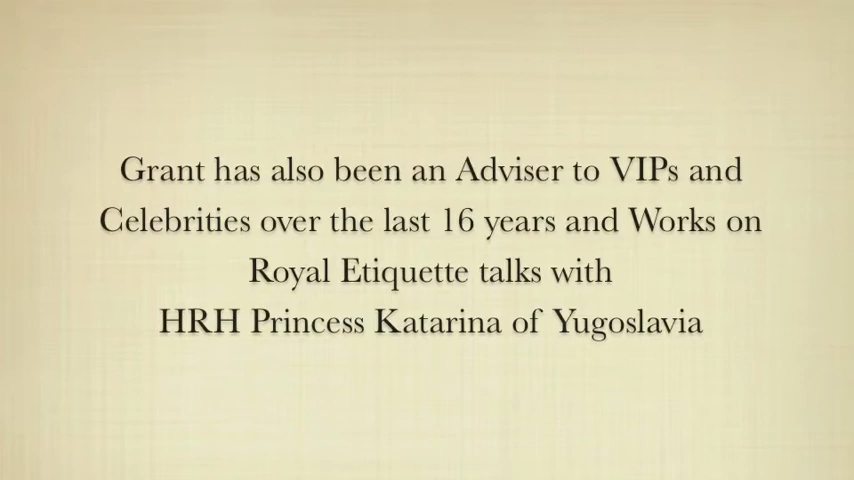 Grant has also been an Adviser to VIPs and
Celebrities over the last 16 years and Works on
Royal Etiquette talks with
HRH Princess Katarina of Yugoslavia